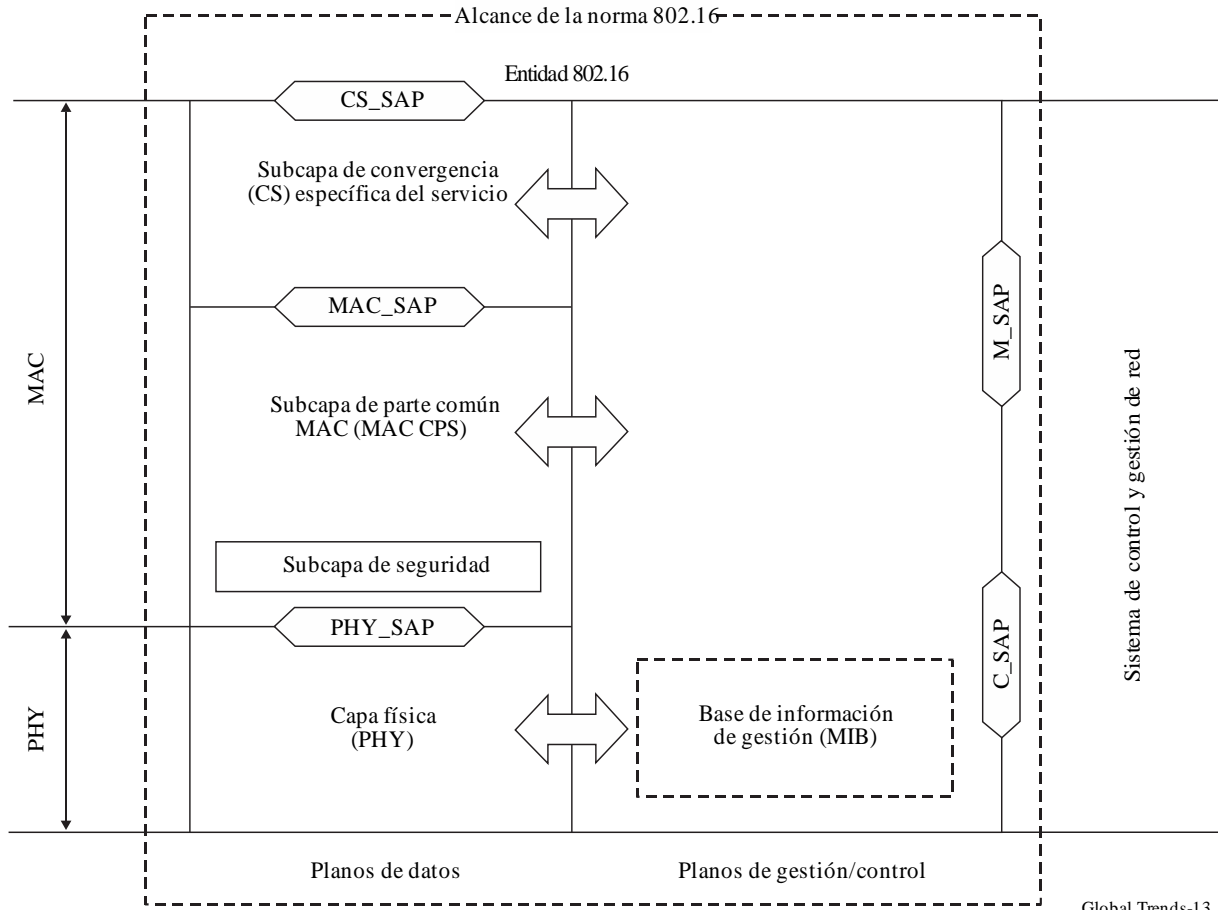 Alcance de la norma 802.16
Entidad 802.16
CS_SAP
Subcapa de convergencia
(CS) específica del servicio
MAC_SAP
M_SAP
MAC
Subcapa de parte común
MAC (MAC CPS)
Sistema de control y gestión de red
Subcapa de seguridad
PHY_SAP
C_SAP
PHY
Capa física
(PHY)
Base de información
de gestión (MIB)
Planos de datos
Planos de gestión/control
Global Trends-13